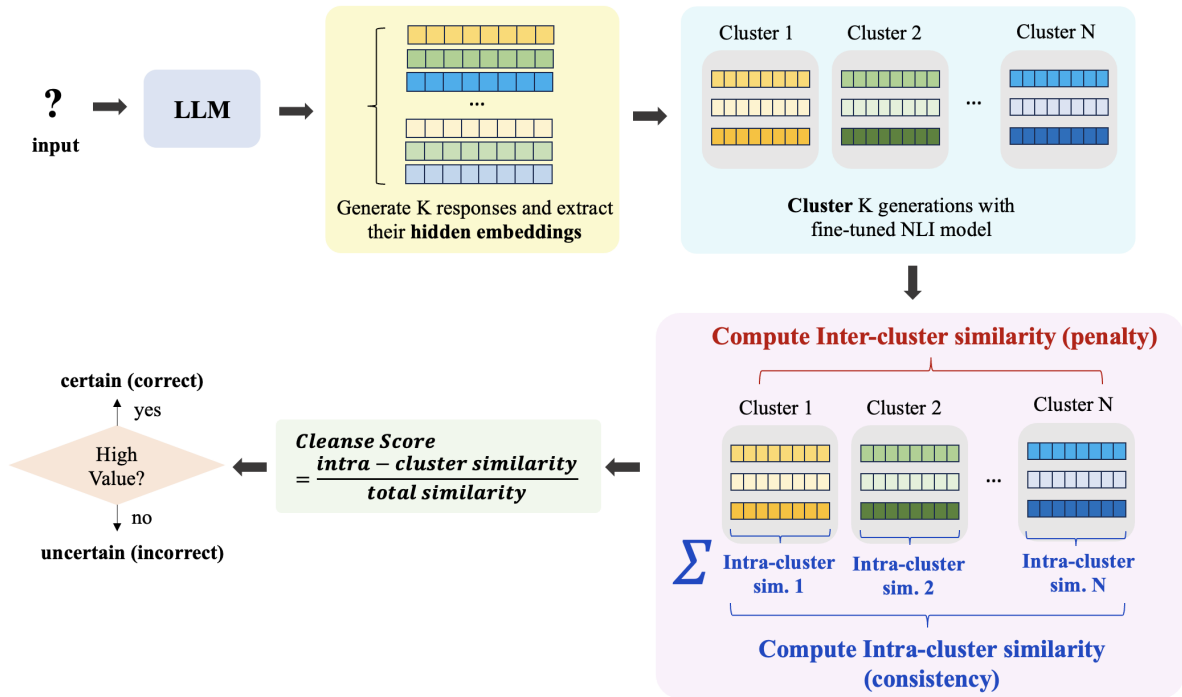 ?
input
LLM
...
Generate K responses and extract
their hidden embeddings
Cluster 1
Cluster 2
Cluster N
...
Cluster K generations with
fine-tuned NLI model
Compute Inter-cluster similarity (penalty)
Cluster 1
Cluster 2
Cluster N
...
∑
Intra-cluster
sim. 1
Intra-cluster
sim. 2
Intra-cluster
sim. N
Compute Intra-cluster similarity
(consistency)
Cleanse Score
= intra − cluster similarity
total similarity
High
Value?
yes
certain (correct)
no
uncertain (incorrect)